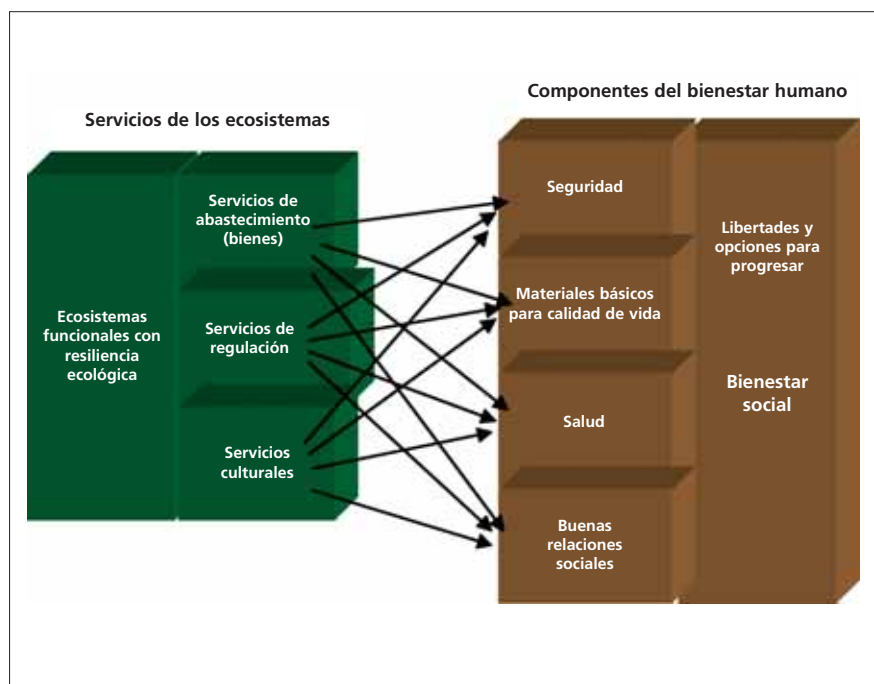 Servicios de los ecosistemas
Ecosistemas
funcionales con
resiliencia
ecológica
Servicios de
abastecimiento
(bienes)
Servicios de
regulación
Servicios
culturales
Componentes del bienestar humano
Seguridad
Materiales básicos
para calidad de vida
Salud
Buenas
relaciones
sociales
Libertades y
opciones para
progresar
Bienestar
social